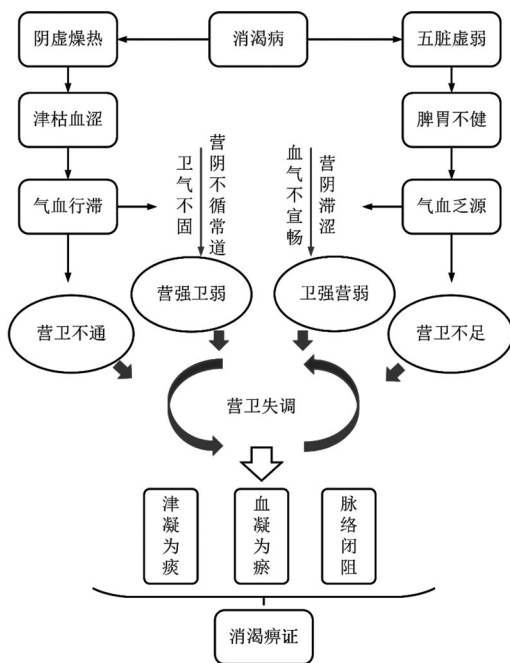 阴虚燥热
消渴病
五脏虚弱
津枯血涩
脾胃不健
气血行滞
卫气不固
营阴不循常道
血气不宣畅
营阴滞涩
气血乏源
营卫不通
营强卫弱
卫强营弱
营卫不足
营卫失调
津凝为痰
血凝为瘀
脉络闭阻
消渴痹证